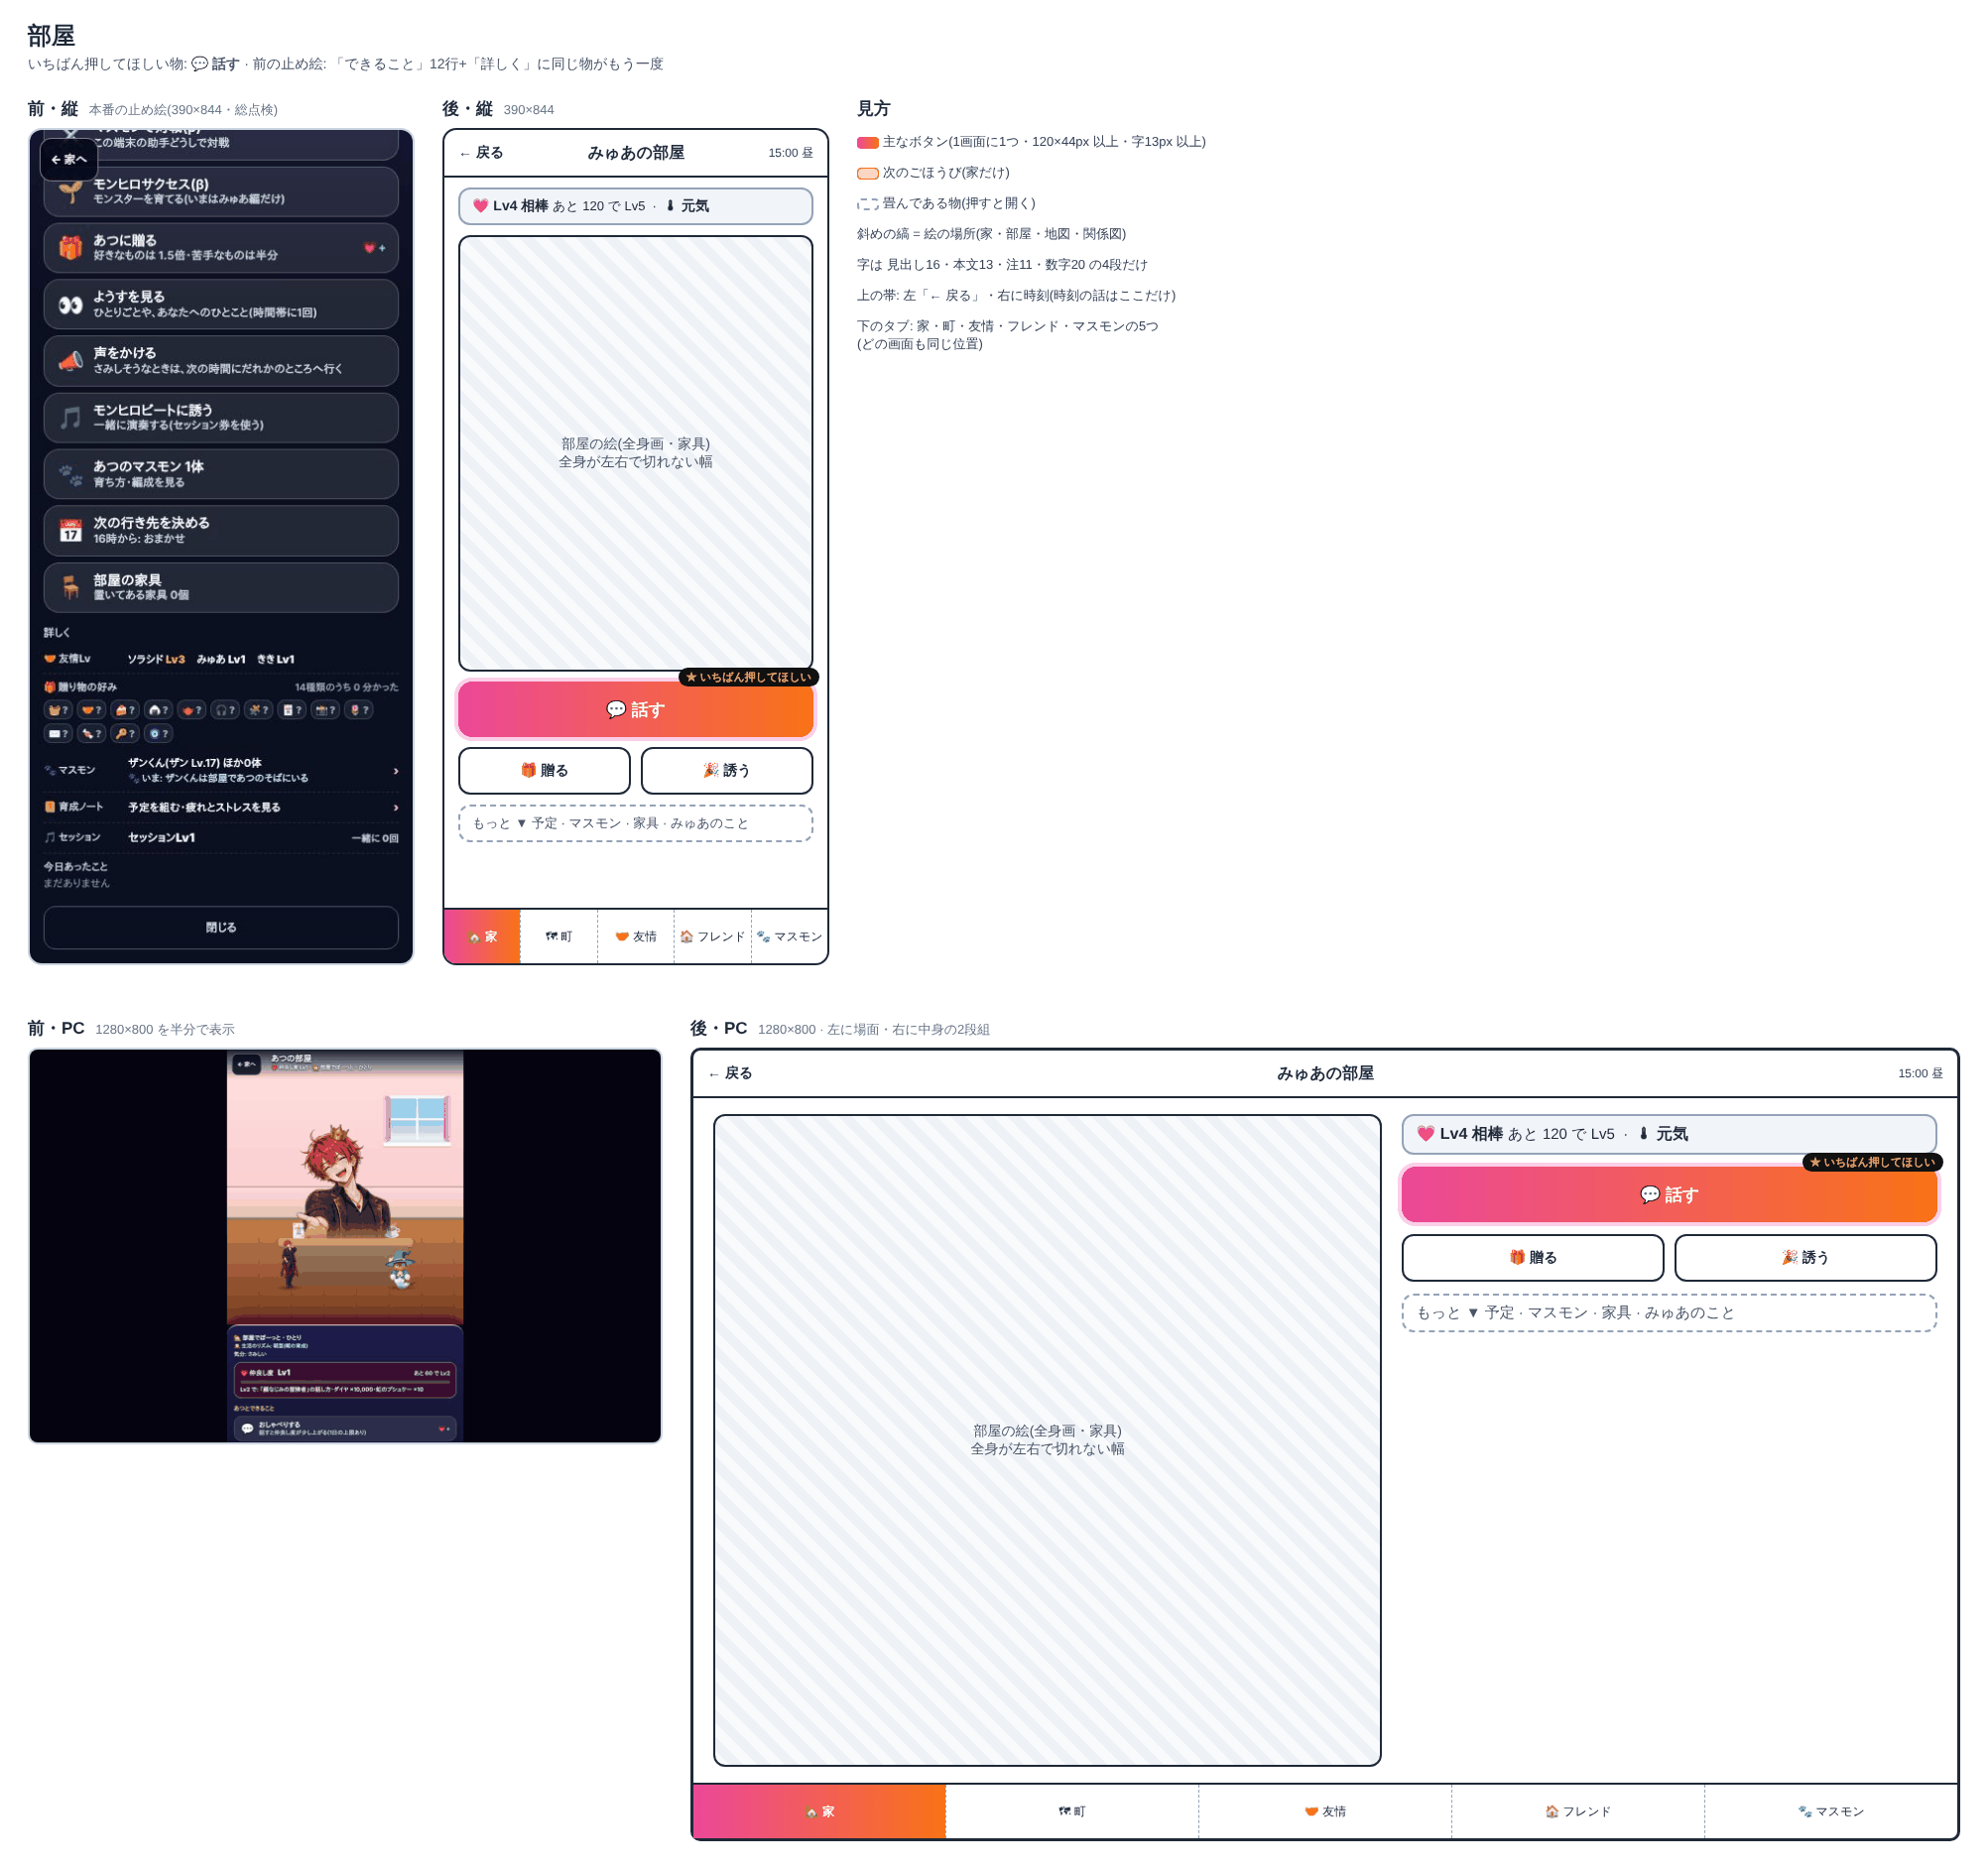 部屋
いちばん押してほしい物: 💬 話す · 前の止め絵: 「できること」12行+「詳しく」に同じ物がもう一度
前・縦 本番の止め絵(390×844・総点検)
この端末の助手どうしで対戦
← 家へ
モンヒロサクセス(β)
モンスターを育てる(いまはみゅあ編だけ)
あつに贈る
好きなものは 1.5倍・苦手なものは半分
ようすを見る
ひとりごとや、あなたへのひとこと(時間帯に1回)
声をかける
さみしそうなときは、次の時間にだれかのところへ行く
モンヒロビートに誘う
一緒に演奏する(セッション券を使う)
あつのマスモン 1体
育ち方・編成を見る
次の行き先を決める
16時から: おまかせ
部屋の家具
置いてある家具 0個
詳しく
友情Lv ソラシド Lv3 みゅあ Lv1 きき Lv1
贈り物の好み 14種類のうち 0 分かった
マスモン ザンくん(ザン Lv.17) ほか0体 ›
いま: ザンくんは部屋であつのそばにいる
育成ノート 予定を組む・疲れとストレスを見る ›
セッション セッションLv1 一緒に 0回
今日あったこと
まだありません
閉じる
後・縦 390×844
← 戻る みゅあの部屋 15:00 昼
Lv4 相棒 あと 120 で Lv5 · 🌡 元気
部屋の絵(全身画・家具)
全身が左右で切れない幅
★ いちばん押してほしい
💬 話す
🎁 贈る 🎉 誘う
もっと ▼ 予定 · マスモン · 家具 · みゅあのこと
家 町 友情 フレンド マスモン
見方
主なボタン(1画面に1つ・120×44px 以上・字13px 以上)
次のごほうび(家だけ)
畳んである物(押すと開く)
斜めの縞 = 絵の場所(家・部屋・地図・関係図)
字は 見出し16・本文13・注11・数字20 の4段だけ
上の帯: 左「← 戻る」・右に時刻(時刻の話はここだけ)
下のタブ: 家・町・友情・フレンド・マスモンの5つ
(どの画面も同じ位置)
前・PC 1280×800 を半分で表示
← 家へ
あつの部屋
部屋でぼーっと・ひとり
仲良し度 Lv1 あと 60 で Lv2
あつとできること
おしゃべりする
後・PC 1280×800 · 左に場面・右に中身の2段組
← 戻る みゅあの部屋 15:00 昼
部屋の絵(全身画・家具)
全身が左右で切れない幅
Lv4 相棒 あと 120 で Lv5 · 🌡 元気
★ いちばん押してほしい
💬 話す
🎁 贈る 🎉 誘う
もっと ▼ 予定 · マスモン · 家具 · みゅあのこと
家 町 友情 フレンド マスモン